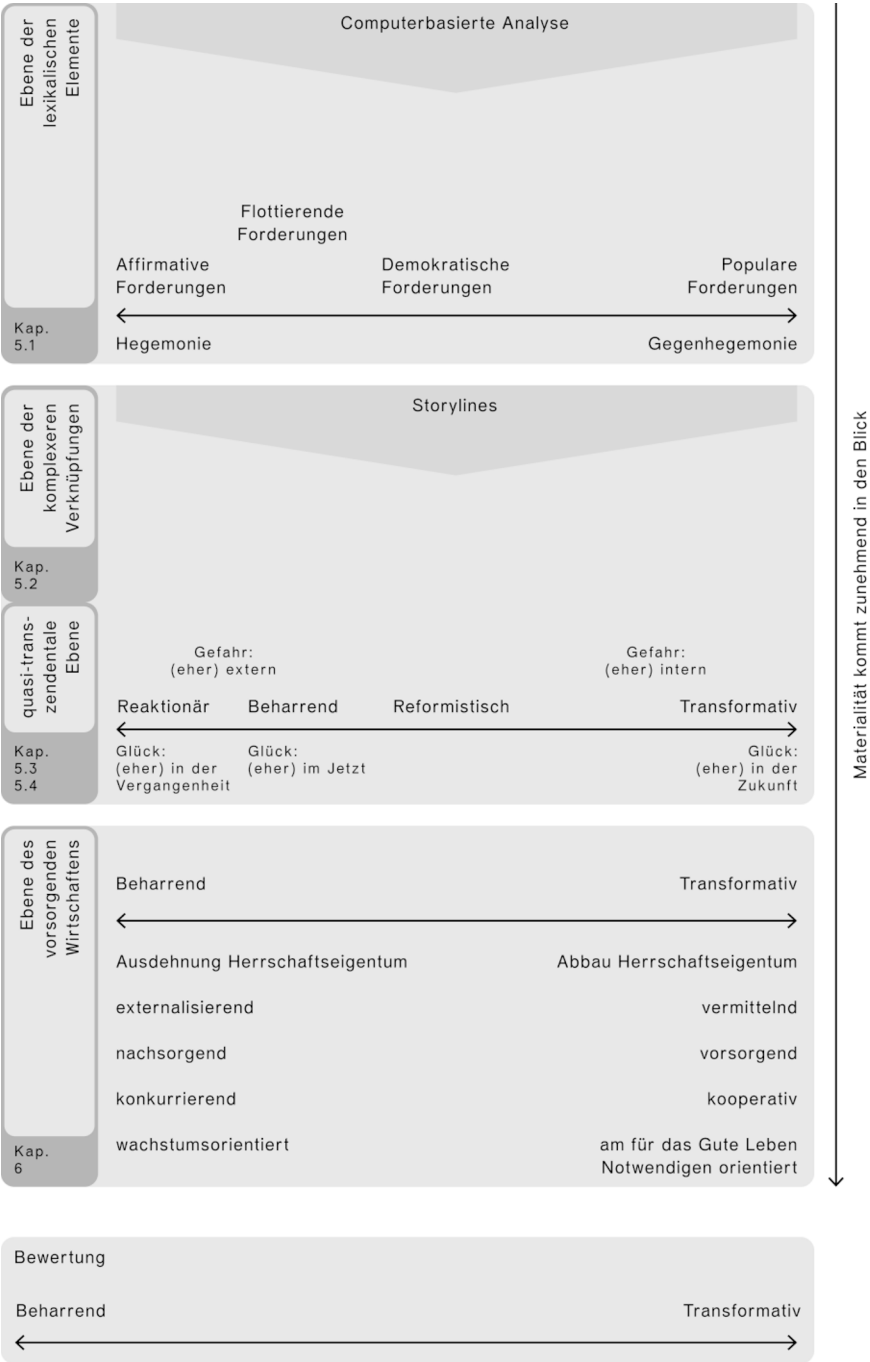 Ebene der
lexikalischen
Elemente
Kap.
5.1
Computerbasierte Analyse
Flottierende
Forderungen
Affirmative
Forderungen
Demokratische
Forderungen
Populare
Forderungen
Hegemonie
Gegenhegemonie
Ebene der
komplexeren
Verknüpfungen
Kap.
5.2
Storylines
quasi-trans-
zendentale
Ebene
Kap.
5.3
5.4
Gefahr:
(eher) extern
Gefahr:
(eher) intern
Reaktionär
Beharrend
Reformistisch
Transformativ
Glück:
(eher) in der
Vergangenheit
Glück:
(eher) im Jetzt
Glück:
(eher) in der
Zukunft
Ebene des
vorsorgenden
Wirtschaftens
Kap.
6
Beharrend
Transformativ
Ausdehnung Herrschaftseigentum
Abbau Herrschaftseigentum
externalisierend
vermittelnd
nachsorgend
vorsorgend
konkurrierend
kooperativ
wachstumsorientiert
am für das Gute Leben
Notwendigen orientiert
Materialität kommt zunehmend in den Blick
Bewertung
Beharrend
Transformativ